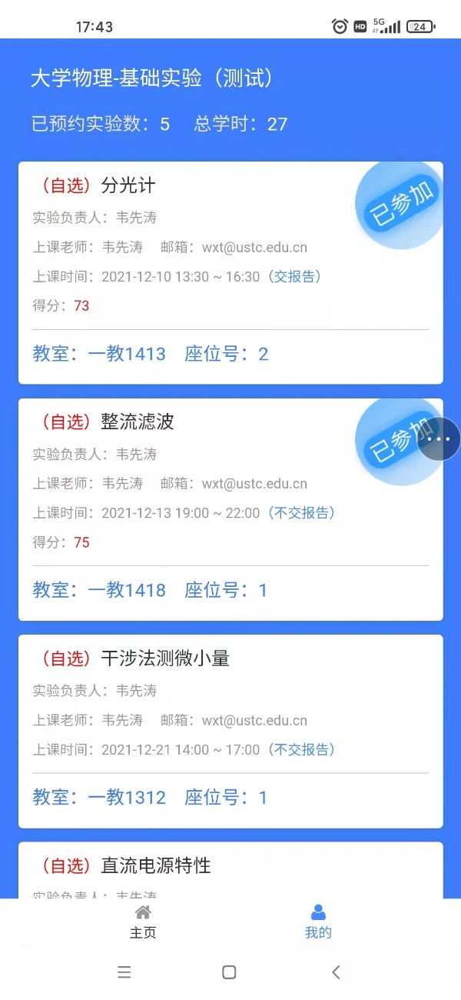 17:43
HD 5G 24
大学物理-基础实验（测试）
已预约实验数：5 总学时：27
（自选）分光计
已参加
实验负责人：韦先涛
上课老师：韦先涛 邮箱：wxt@ustc.edu.cn
上课时间：2021-12-10 13:30 ~ 16:30（交报告）
得分：73
教室：一教1413 座位号：2
（自选）整流滤波
已参加
实验负责人：韦先涛
上课老师：韦先涛 邮箱：wxt@ustc.edu.cn
上课时间：2021-12-13 19:00 ~ 22:00（不交报告）
得分：75
教室：一教1418 座位号：1
（自选）干涉法测微小量
实验负责人：韦先涛
上课老师：韦先涛 邮箱：wxt@ustc.edu.cn
上课时间：2021-12-21 14:00 ~ 17:00（不交报告）
教室：一教1312 座位号：1
（自选）直流电源特性
实验负责人：韦先涛
主页
我的